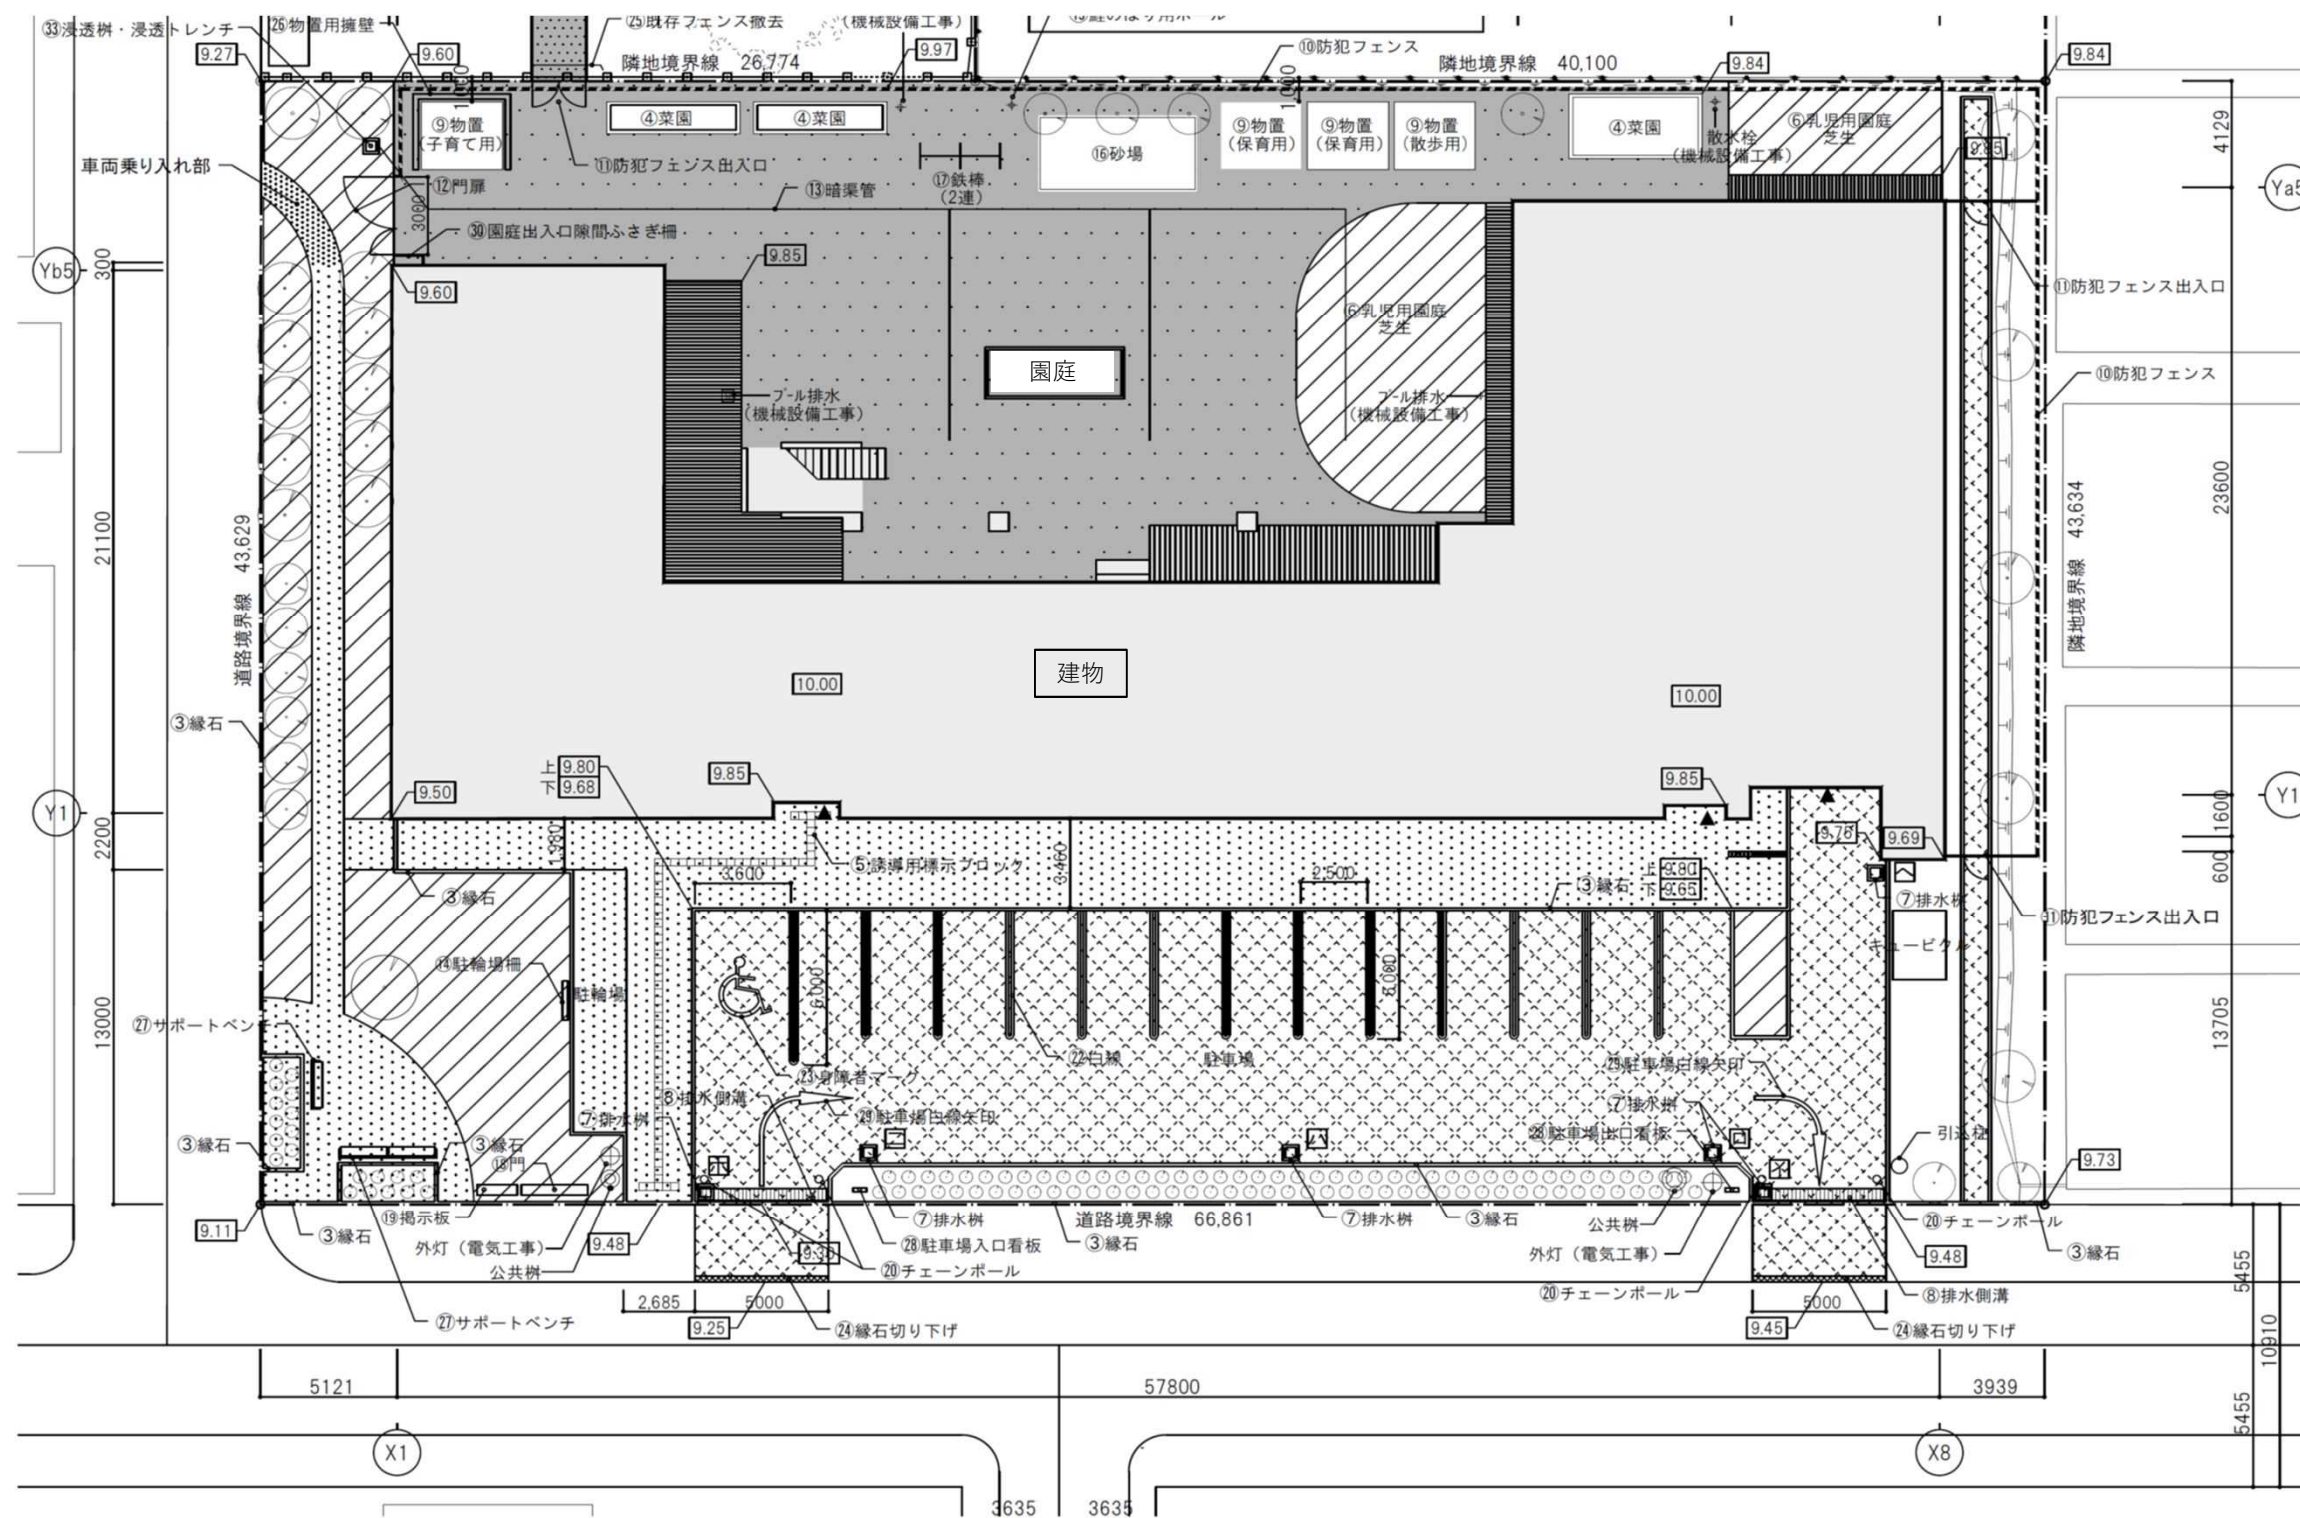 ㉝浸透桝・浸透トレンチ
㉖物置用擁壁
㉕既存フェンス撤去
(機械設備工事)
9.27
9.60
隣地境界線 26,774
9.97
⑩防犯フェンス
隣地境界線 40,100
9.84
9.84
1,000
1,000
⑨物置
(子育て用)
④菜園
④菜園
⑯砂場
⑨物置
(保育用)
⑨物置
(保育用)
⑨物置
(散歩用)
④菜園
散水栓
(機械設備工事)
⑥乳児用園庭
芝生
9.85
4129
車両乗り入れ部
⑪防犯フェンス出入口
⑫門扉
⑬暗渠管
⑰鉄棒
(2連)
Ya5
3000
㉚園庭出入口隙間ふさぎ柵
Yb5
300
9.85
9.60
⑪防犯フェンス出入口
⑥乳児用園庭
芝生
園庭
⑩防犯フェンス
プール排水
(機械設備工事)
プール排水
(機械設備工事)
21100
道路境界線 43,629
23600
隣地境界線 43,634
建物
10.00
10.00
③縁石
上 9.80
下 9.68
9.85
9.85
9.50
Y1
Y1
1600
2200
1,980
⑤誘導用標示ブロック
3,460
3,600
2,500
9.69
600
③縁石
上 9.80
下 9.65
③縁石
⑦排水桝
⑪防犯フェンス出入口
キュービクル
⑭駐輪場柵
駐輪場
6,000
13000
㉗サポートベンチ
13705
㉒白線
駐車場
㉙駐車場白線矢印
㉓身障者マーク
⑧排水側溝
⑦排水桝
㉙駐車場白線矢印
⑦排水桝
㉘駐車場出口看板
引込柱
③縁石
③縁石
⑱門
9.73
⑲掲示板
⑦排水桝
道路境界線 66,861
⑦排水桝
③縁石
公共桝
⑳チェーンポール
9.11
③縁石
外灯（電気工事）
9.48
㉘駐車場入口看板
③縁石
外灯（電気工事）
9.48
③縁石
公共桝
⑳チェーンポール
⑳チェーンポール
⑧排水側溝
5455
㉗サポートベンチ
2,685
5000
5000
9.25
㉔縁石切り下げ
9.45
㉔縁石切り下げ
10910
5121
57800
3939
5455
X1
X8
3635
3635